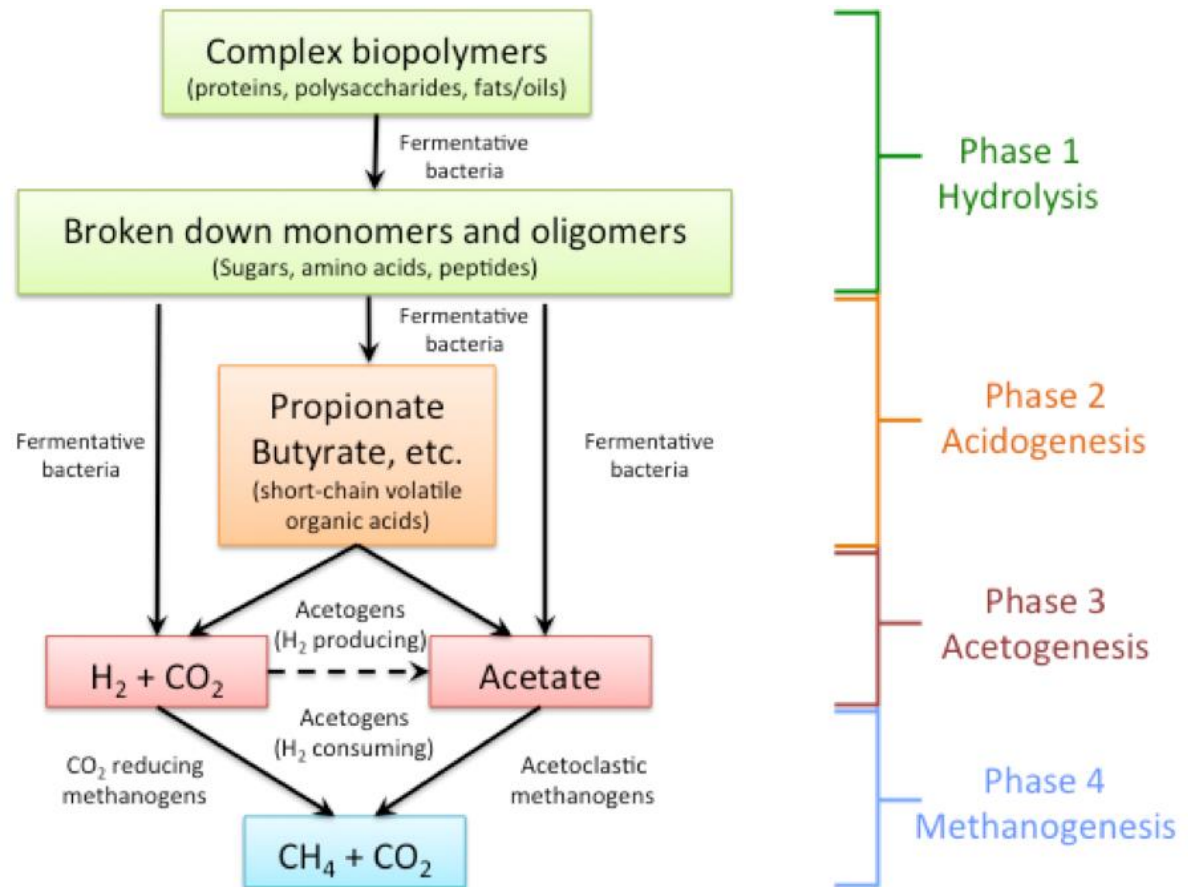 Complex biopolymers
(proteins, polysaccharides, fats/oils)
Fermentative
bacteria
Phase 1
Hydrolysis
Broken down monomers and oligomers
(Sugars, amino acids, peptides)
Fermentative
bacteria
Propionate
Butyrate, etc.
(short-chain volatile
organic acids)
Fermentative
bacteria
Fermentative
bacteria
Phase 2
Acidogenesis
Acetogens
(H₂ producing)
H₂ + CO₂
Acetate
Phase 3
Acetogenesis
Acetogens
(H₂ consuming)
CO₂ reducing
methanogens
Acetoclastic
methanogens
Phase 4
Methanogenesis
CH₄ + CO₂